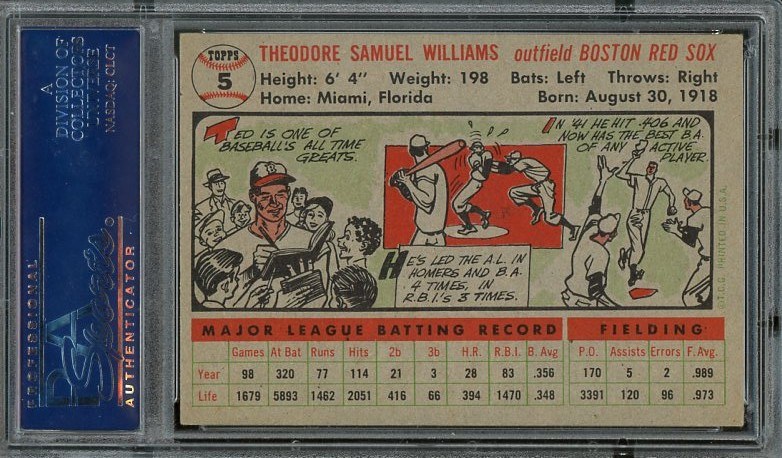 A
DIVISION OF
COLLECTORS
UNIVERSE
NASDAQ: CLCT
PROFESSIONAL
PSA
Sports
AUTHENTICATOR
TOPPS
5
THEODORE SAMUEL WILLIAMS outfield BOSTON RED SOX
Height: 6' 4" Weight: 198 Bats: Left Throws: Right
Home: Miami, Florida Born: August 30, 1918
TED IS ONE OF
BASEBALL'S ALL TIME
GREATS.
B
HE'S LED THE A.L. IN
HOMERS AND B.A.
4 TIMES, IN
R.B.I.'S 3 TIMES.
IN '41 HE HIT .406 AND
NOW HAS THE BEST B.A.
OF ANY ACTIVE
PLAYER.
©T.C.G. PRINTED IN U.S.A.
MAJOR LEAGUE BATTING RECORD FIELDING
Games At Bat Runs Hits 2b 3b H.R. R.B.I. B. Avg P.O. Assists Errors F. Avg.
Year 98 320 77 114 21 3 28 83 .356 170 5 2 .989
Life 1679 5893 1462 2051 416 66 394 1470 .348 3391 120 96 .973